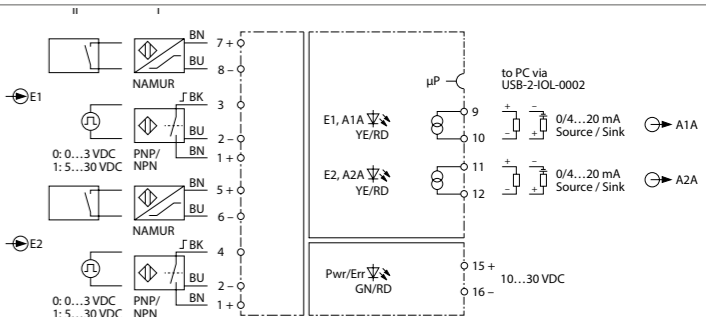 II I
BN 7 +
BU 8 –
NAMUR
E1
BK 3
BU 2 –
BN 1 +
0: 0…3 VDC PNP/
1: 5…30 VDC NPN
BN 5 +
BU 6 –
NAMUR
E2
BK 4
BU 2 –
BN 1 +
0: 0…3 VDC PNP/
1: 5…30 VDC NPN
µP
to PC via
USB-2-IOL-0002
E1, A1A
YE/RD
9
10
+ – – +
0/4…20 mA
Source / Sink
A1A
E2, A2A
YE/RD
11
12
+ – – +
0/4…20 mA
Source / Sink
A2A
Pwr/Err
GN/RD
15 +
16 –
10…30 VDC